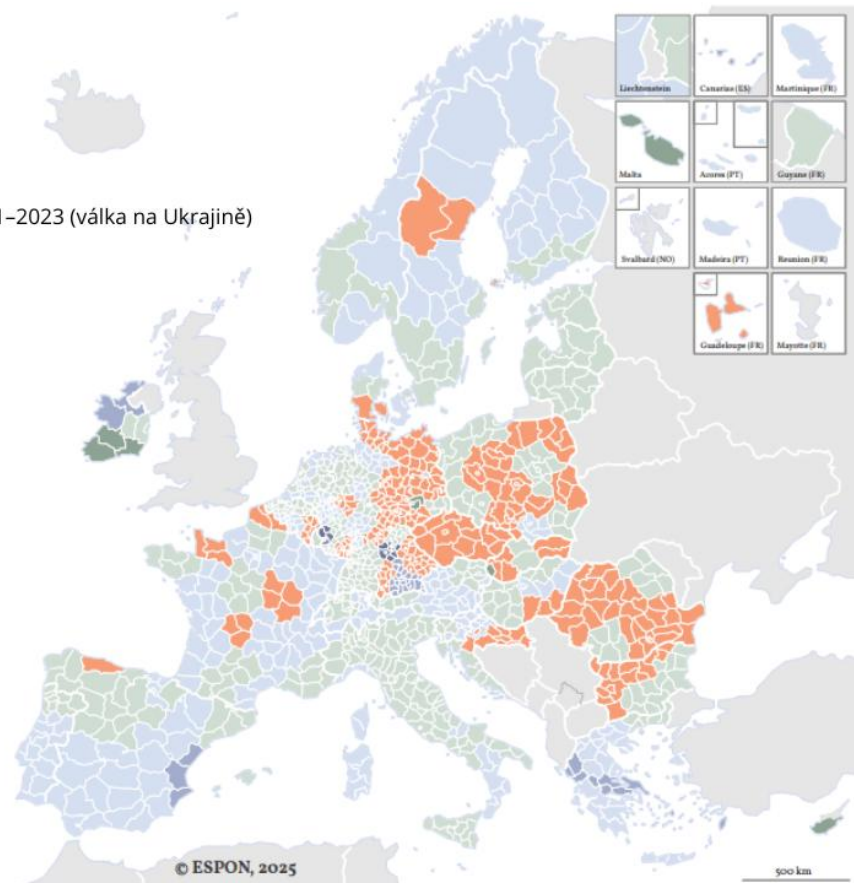 1–2023 (válka na Ukrajině)
Liechtenstein
Canarias (ES)
Martinique (FR)
Malta
Acores (PT)
Guyane (FR)
Svalbard (NO)
Madeira (PT)
Reunion (FR)
Guadeloupe (FR)
Mayotte (FR)
© ESPON, 2025
500 km